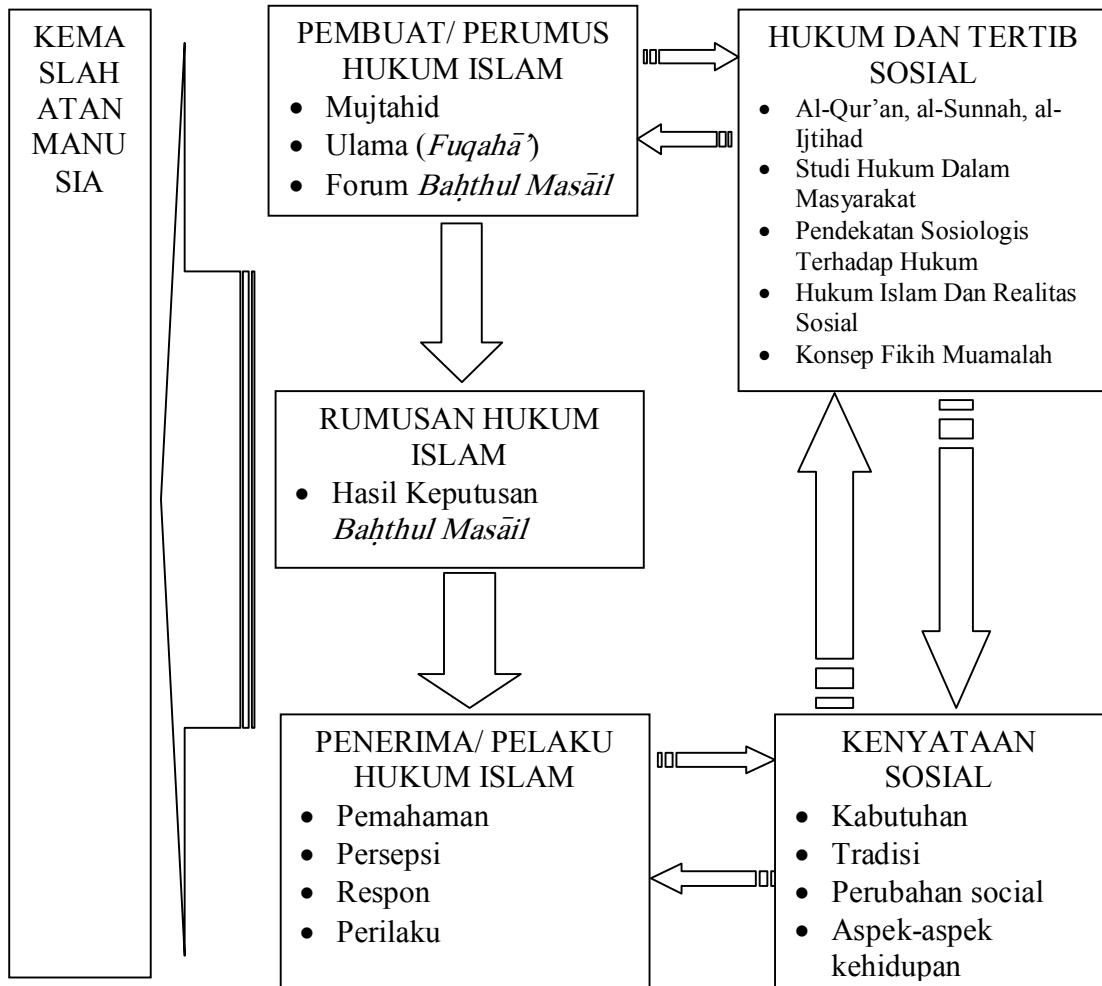 KEMA
SLAH
ATAN
MANU
SIA
PEMBUAT/ PERUMUS
HUKUM ISLAM
• Mujtahid
• Ulama (Fuqahā’)
• Forum Baḥthul Masāil
HUKUM DAN TERTIB
SOSIAL
• Al-Qur’an, al-Sunnah, al-
Ijtihad
• Studi Hukum Dalam
Masyarakat
• Pendekatan Sosiologis
Terhadap Hukum
• Hukum Islam Dan Realitas
Sosial
• Konsep Fikih Muamalah
RUMUSAN HUKUM
ISLAM
• Hasil Keputusan
Baḥthul Masāil
PENERIMA/ PELAKU
HUKUM ISLAM
• Pemahaman
• Persepsi
• Respon
• Perilaku
KENYATAAN
SOSIAL
• Kabutuhan
• Tradisi
• Perubahan social
• Aspek-aspek
kehidupan